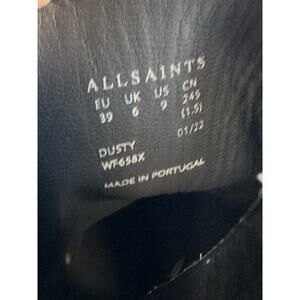 ALLSAINTS
EU UK US CN
39 6 9 245
(1.5)
01/22
DUSTY
WF658X
MADE IN PORTUGAL